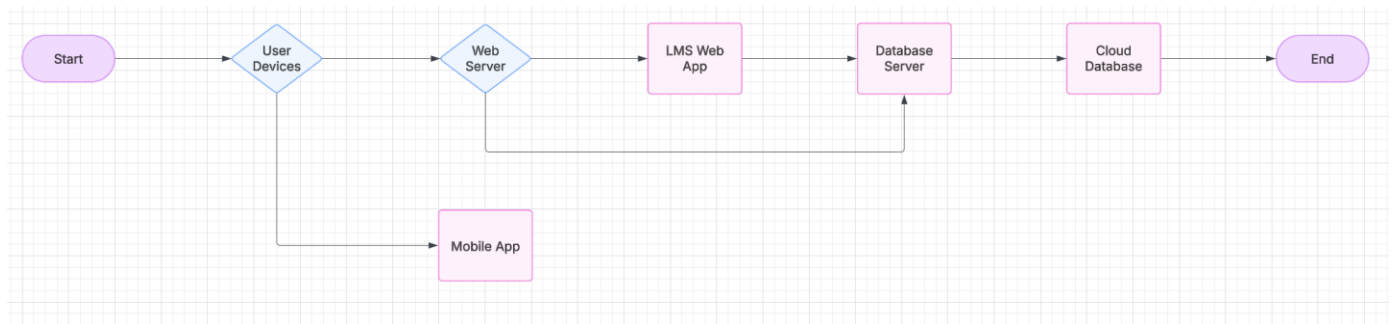 Start
User
Devices
Web
Server
LMS Web
App
Database
Server
Cloud
Database
End
Mobile App